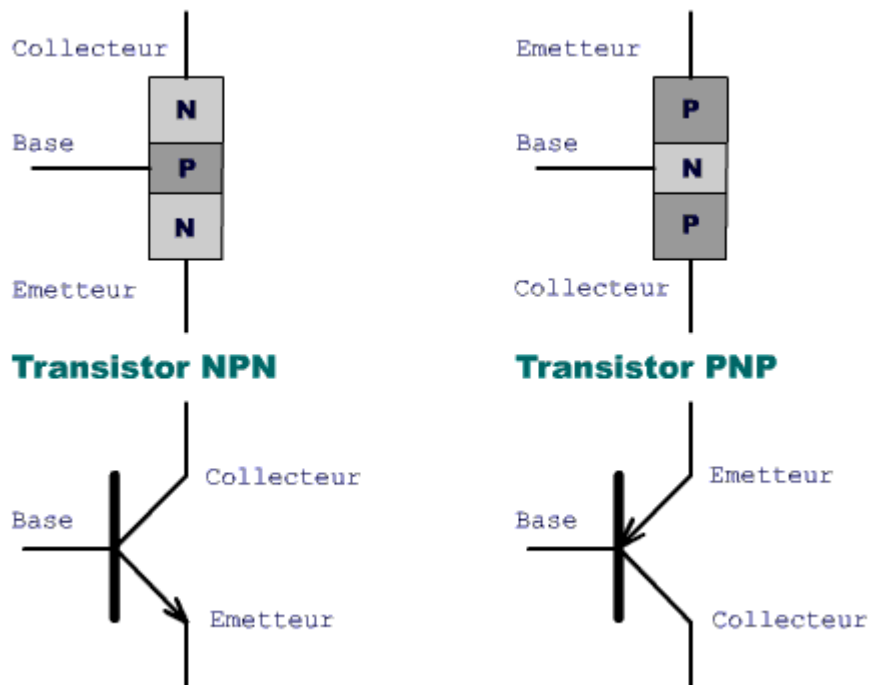 Collecteur
N
Base
P
N
Emetteur
Transistor NPN
Collecteur
Base
Emetteur
Emetteur
P
Base
N
P
Collecteur
Transistor PNP
Emetteur
Base
Collecteur